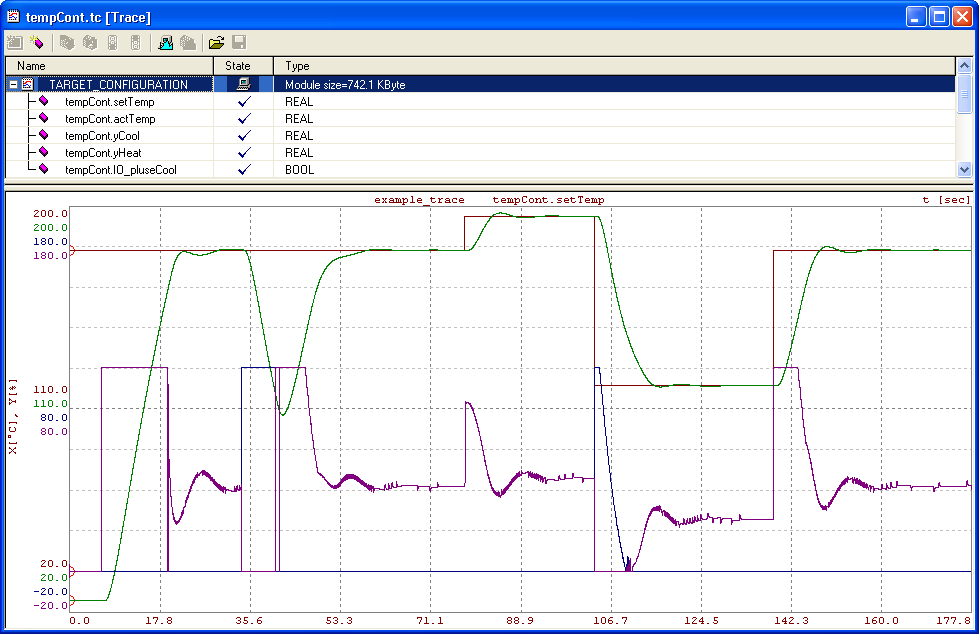 tempCont.tc [Trace]
Name State Type
TARGET_CONFIGURATION Module size=742.1 KByte
tempCont.setTemp REAL
tempCont.actTemp REAL
tempCont.yCool REAL
tempCont.yHeat REAL
tempCont.IO_pluseCool BOOL
example_trace tempCont.setTemp t [sec]
200.0
200.0
180.0
180.0
X[°C], Y[%]
110.0
110.0
80.0
80.0
20.0
20.0
-20.0
-20.0
0.0 17.8 35.6 53.3 71.1 88.9 106.7 124.5 142.3 160.0 177.8